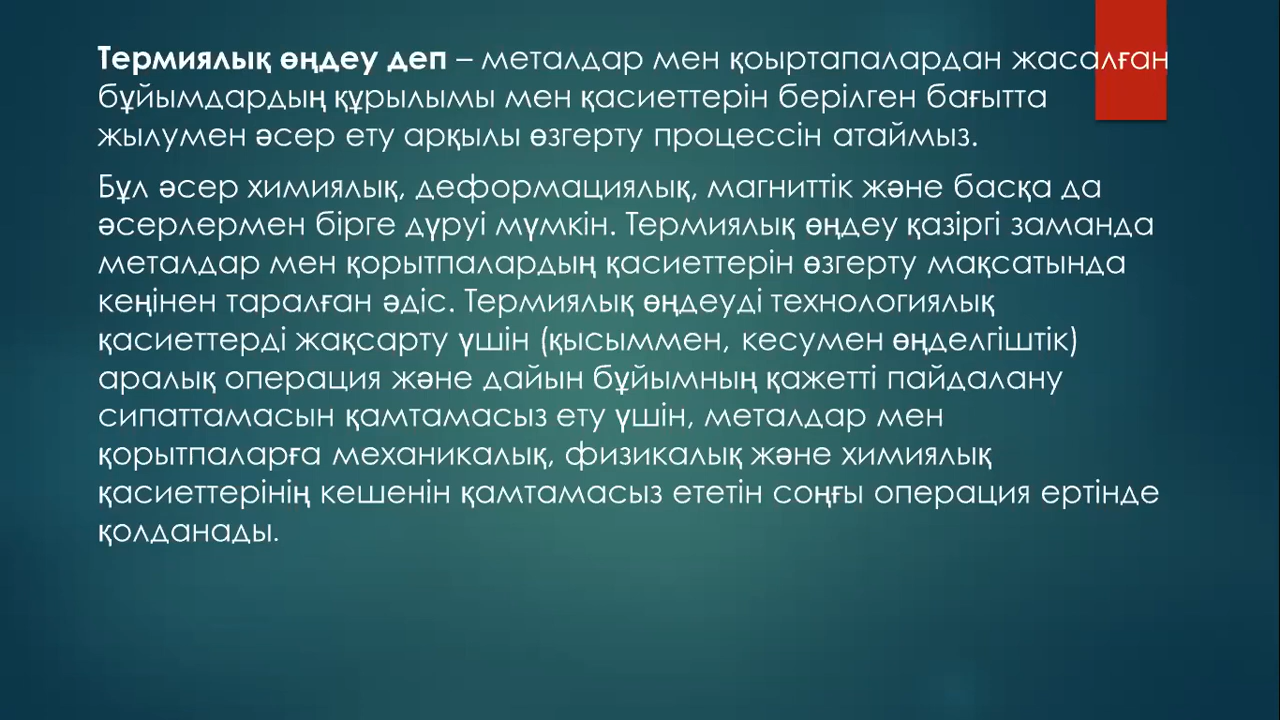 Термиялық өңдеу деп – металдар мен қоыртапалардан жасалған
бұйымдардың құрылымы мен қасиеттерін берілген бағытта
жылумен әсер ету арқылы өзгерту процессін атаймыз.
Бұл әсер химиялық, деформациялық, магниттік және басқа да
әсерлермен бірге дүруі мүмкін. Термиялық өңдеу қазіргі заманда
металдар мен қорытпалардың қасиеттерін өзгерту мақсатында
кеңінен таралған әдіс. Термиялық өңдеуді технологиялық
қасиеттерді жақсарту үшін (қысыммен, кесумен өңделгіштік)
аралық операция және дайын бұйымның қажетті пайдалану
сипаттамасын қамтамасыз ету үшін, металдар мен
қорытпаларға механикалық, физикалық және химиялық
қасиеттерінің кешенін қамтамасыз ететін соңғы операция ертінде
қолданады.